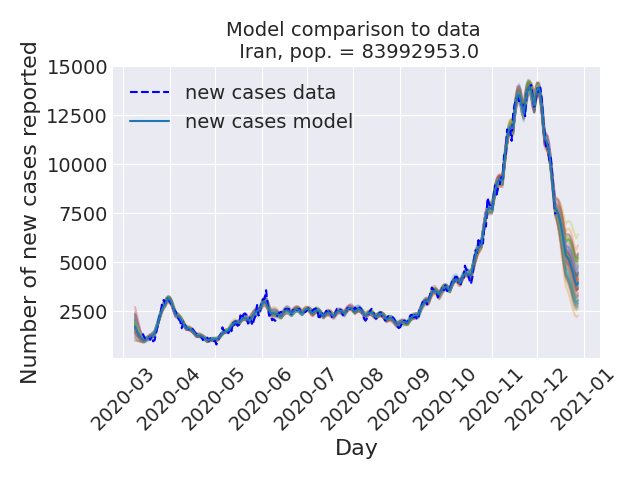 Model comparison to data
Iran, pop. = 83992953.0
Number of new cases reported
15000
12500
10000
7500
5000
2500
new cases data
new cases model
2020-03
2020-04
2020-05
2020-06
2020-07
2020-08
2020-09
2020-10
2020-11
2020-12
2021-01
Day